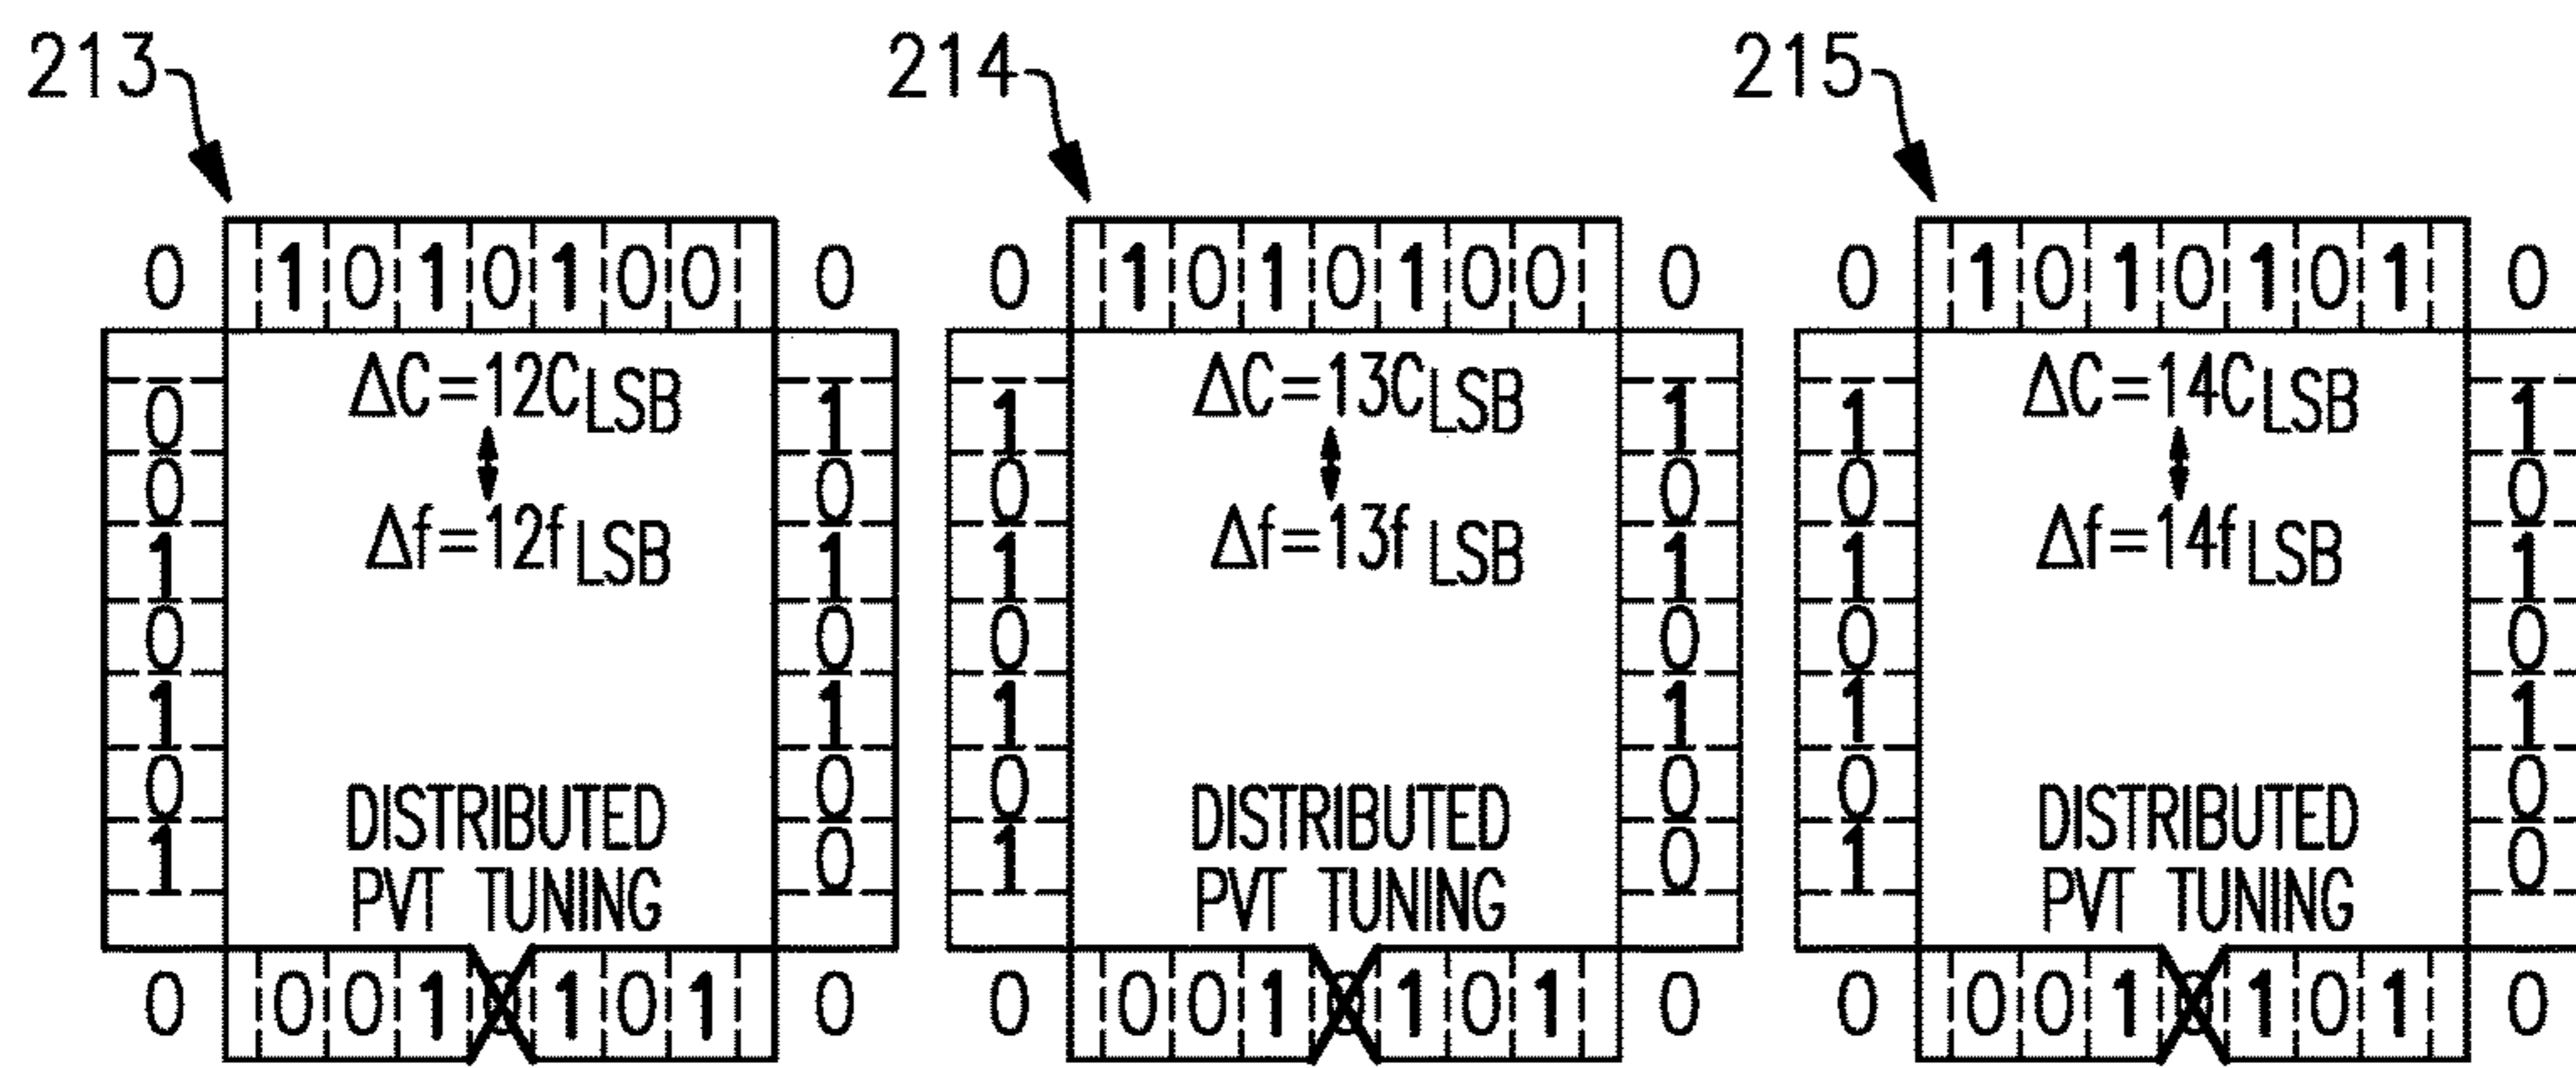 213 214 215
0 1 0 1 0 1 0 0 0 0 1 0 1 0 1 0 0 0 0 1 0 1 0 1 0 1 0
ΔC=12CLSB ΔC=13CLSB ΔC=14CLSB
0 1 1 1 1 1
0 0 0 0 0 0
Δf=12fLSB Δf=13fLSB Δf=14fLSB
1 1 1 1 1 1
0 0 0 0 0 0
1 1 1 1 1 1
0 0 0 0 0 0
DISTRIBUTED DISTRIBUTED DISTRIBUTED
1 0 1 0 1 0
PVT TUNING PVT TUNING PVT TUNING
0 0 0 1 0 1 0 1 0 0 0 0 1 0 1 0 1 0 0 0 0 1 0 1 0 1 0